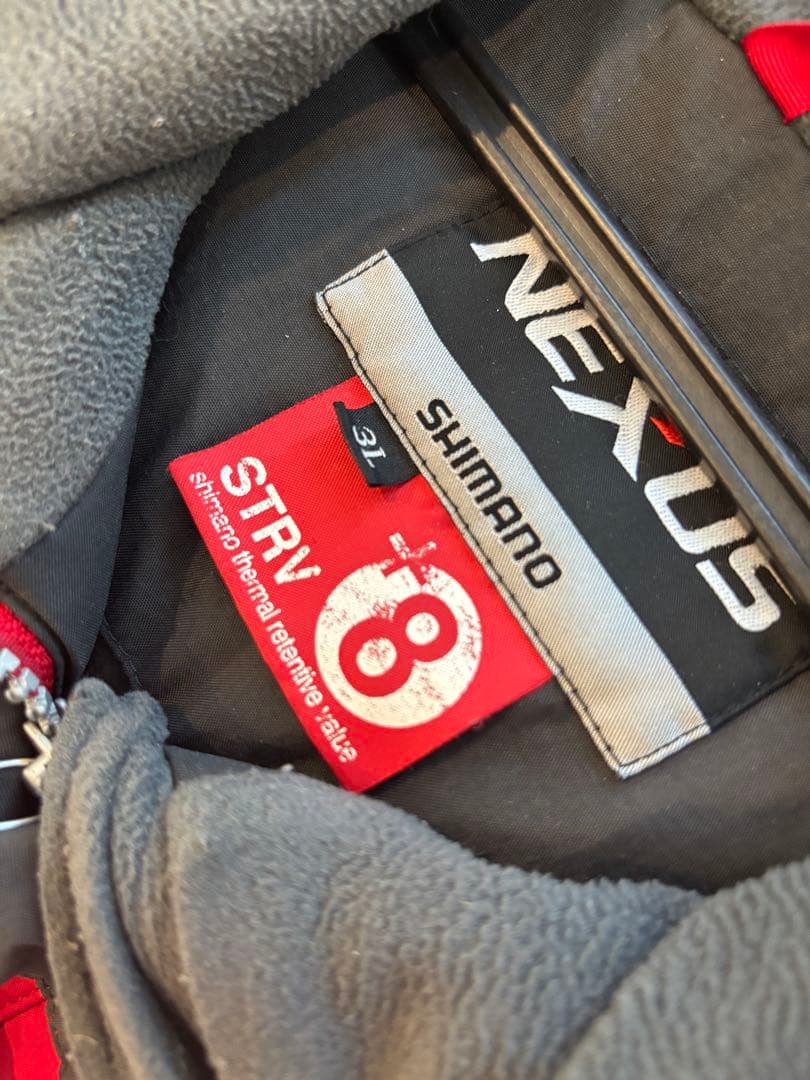 NEXUS
SHIMANO
3L
STRV
shimano thermal retentive value
+8